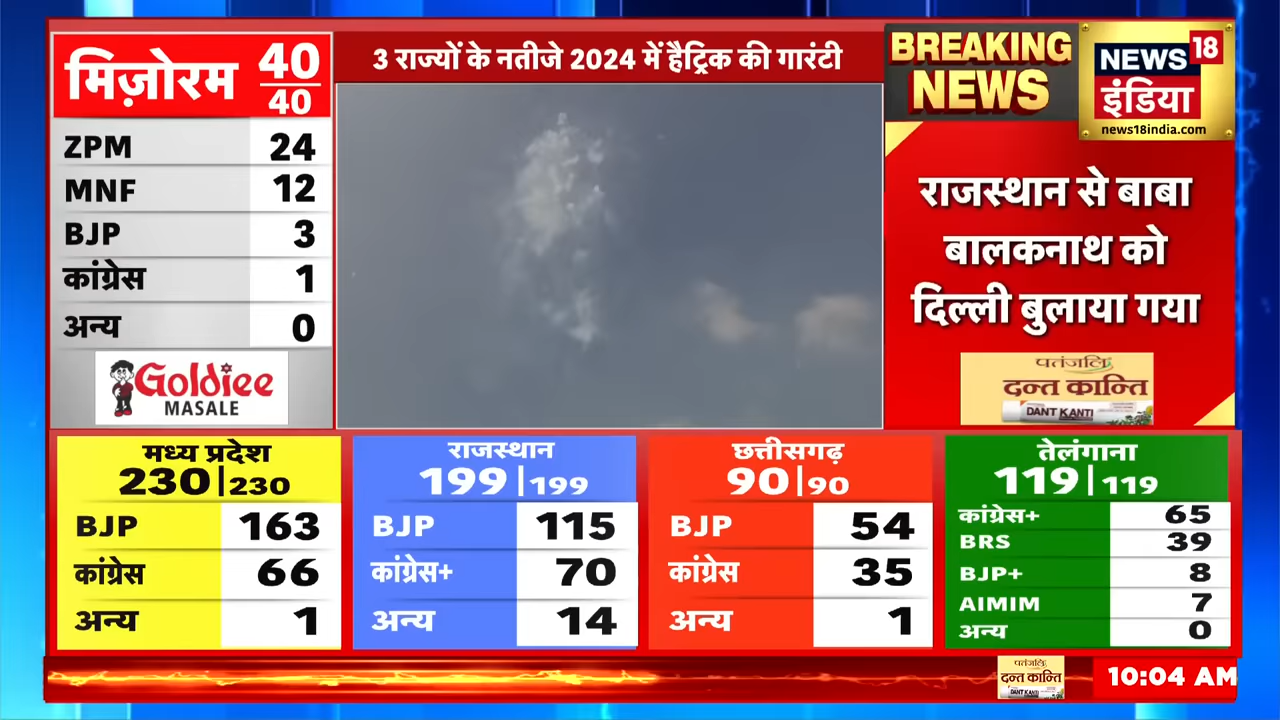 मिज़ोरम 40
40
ZPM 24
MNF 12
BJP 3
कांग्रेस 1
अन्य 0
Goldiee
MASALE
3 राज्यों के नतीजे 2024 में हैट्रिक की गारंटी
BREAKING
NEWS
NEWS 18
इंडिया
news18india.com
राजस्थान से बाबा
बालकनाथ को
दिल्ली बुलाया गया
पतंजलि
दन्त कान्ति
DANT KANTI
मध्य प्रदेश
230|230
BJP 163
कांग्रेस 66
अन्य 1
राजस्थान
199|199
BJP 115
कांग्रेस+ 70
अन्य 14
छत्तीसगढ़
90|90
BJP 54
कांग्रेस 35
अन्य 1
तेलंगाना
119|119
कांग्रेस+ 65
BRS 39
BJP+ 8
AIMIM 7
अन्य 0
पतंजलि
दन्त कान्ति
DANT KANTI
10:04 AM